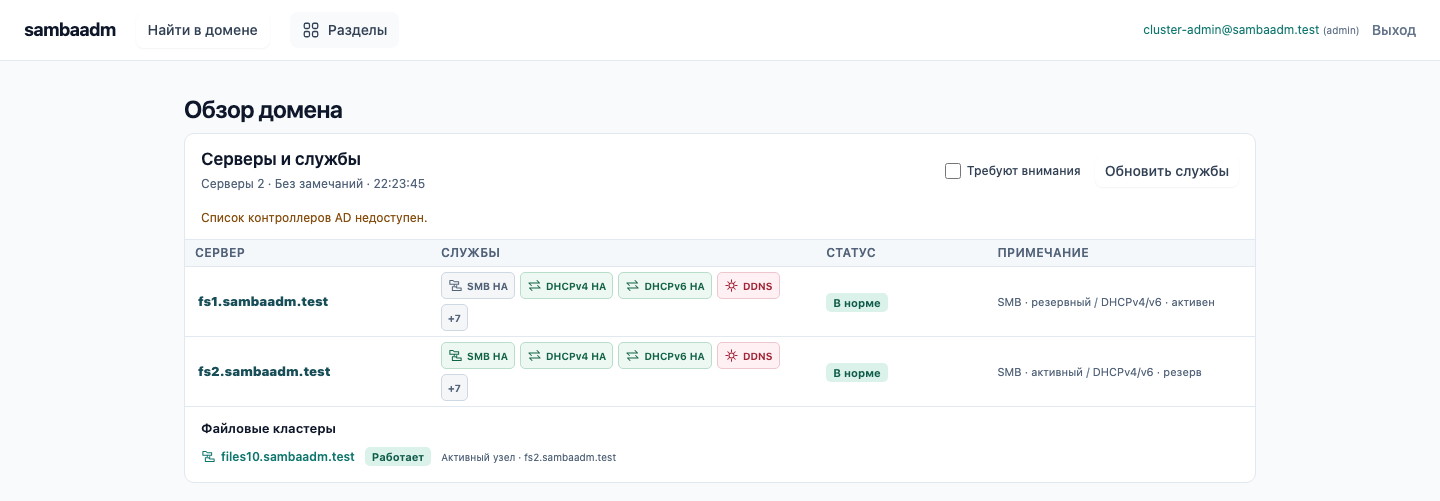 sambaadm Найти в домене Разделы cluster-admin@sambaadm.test (admin) Выход
Обзор домена
Серверы и службы
Серверы 2 · Без замечаний · 22:23:45
Требуют внимания Обновить службы
Список контроллеров AD недоступен.
СЕРВЕР СЛУЖБЫ СТАТУС ПРИМЕЧАНИЕ
fs1.sambaadm.test SMB HA DHCPv4 HA DHCPv6 HA DDNS +7 В норме SMB · резервный / DHCPv4/v6 · активен
fs2.sambaadm.test SMB HA DHCPv4 HA DHCPv6 HA DDNS +7 В норме SMB · активный / DHCPv4/v6 · резерв
Файловые кластеры
files10.sambaadm.test Работает Активный узел · fs2.sambaadm.test